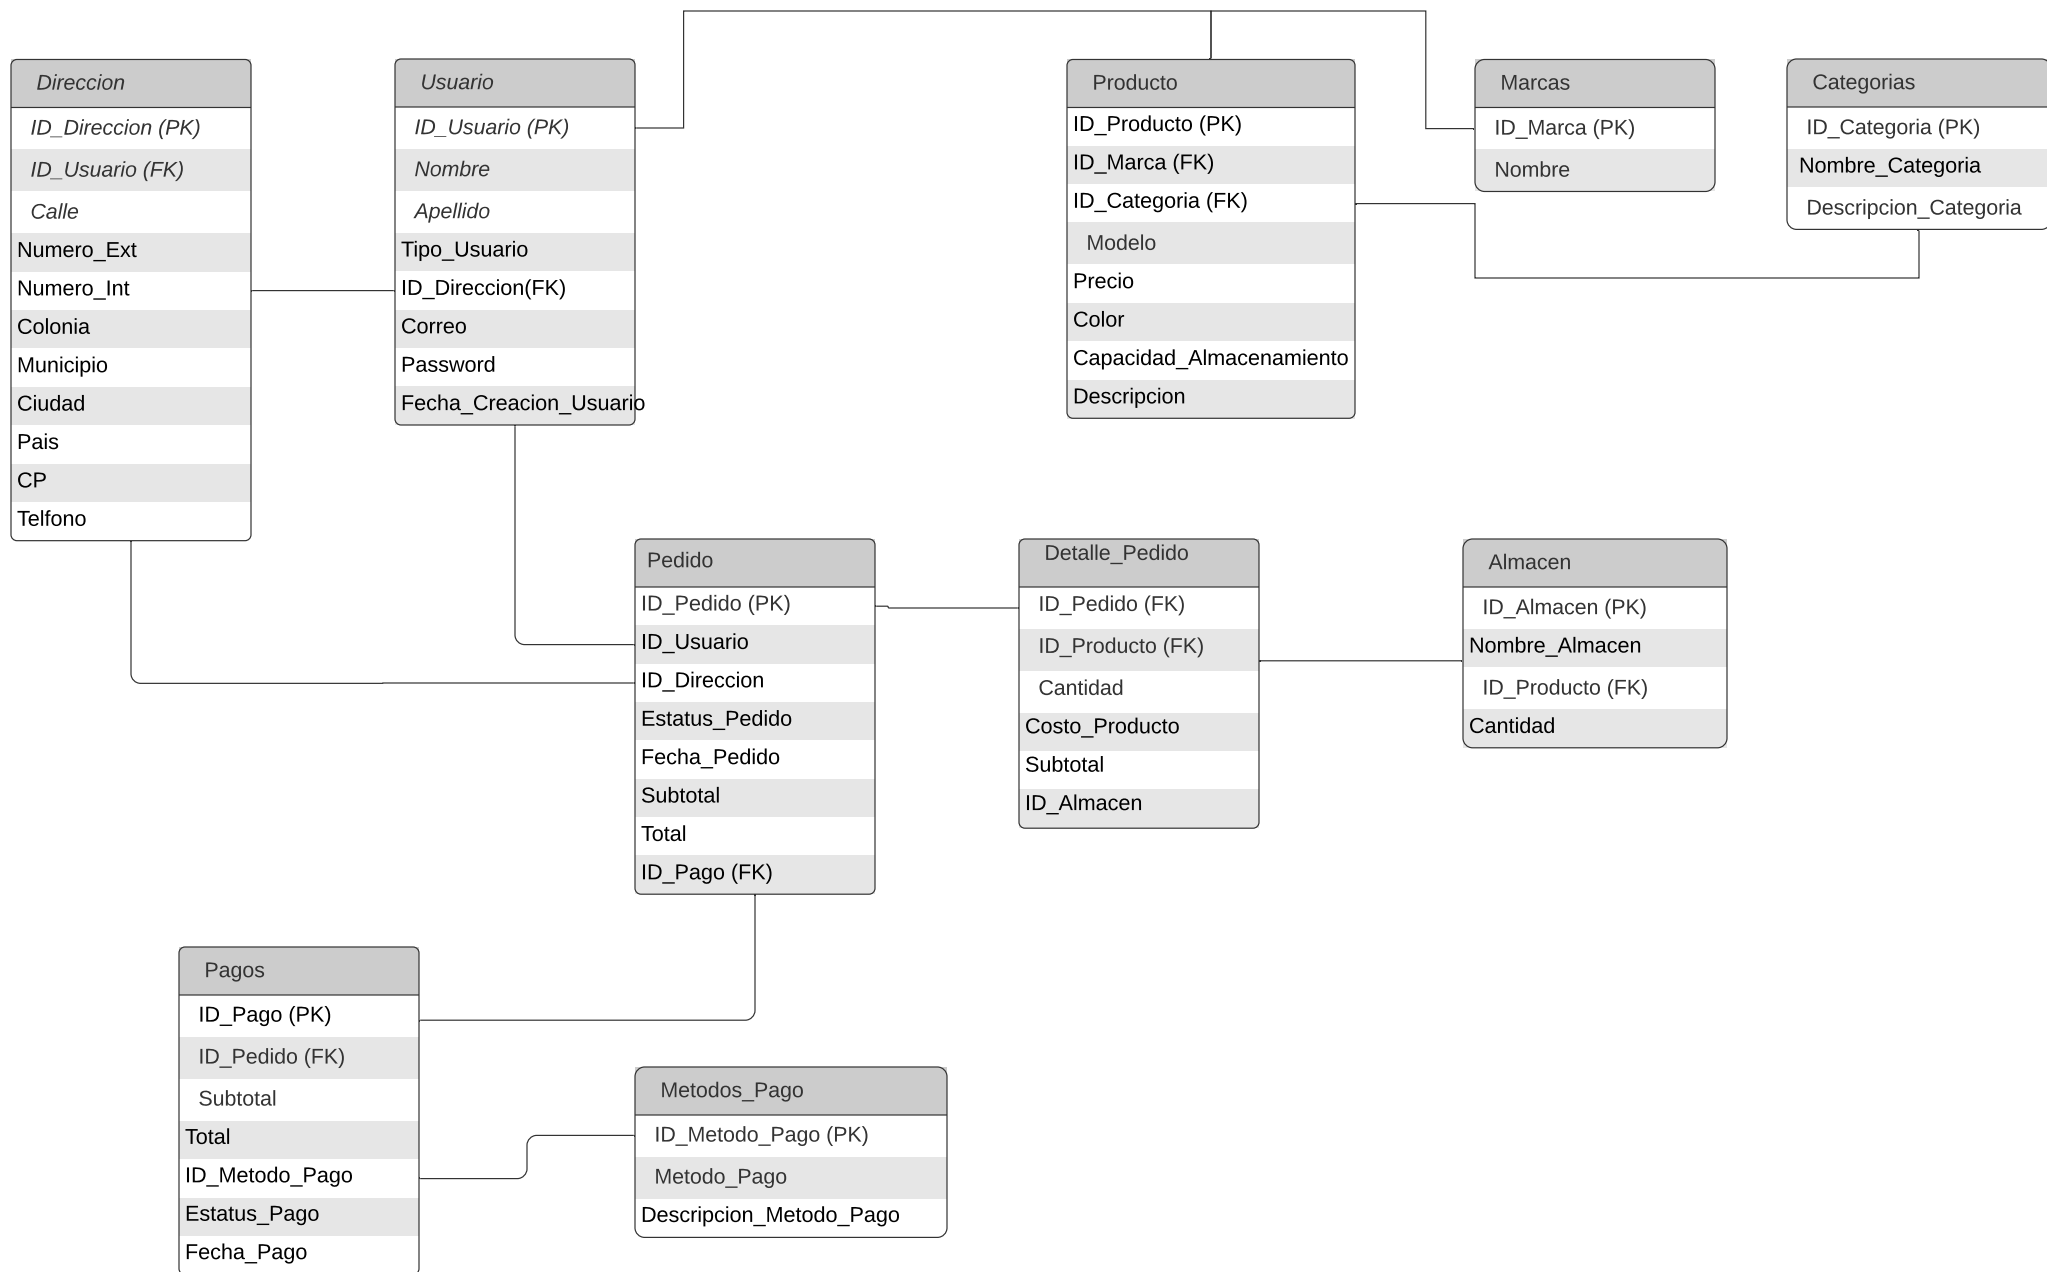 Direccion
ID_Direccion (PK)
ID_Usuario (FK)
Calle
Numero_Ext
Numero_Int
Colonia
Municipio
Ciudad
Pais
CP
Telfono
Usuario
ID_Usuario (PK)
Nombre
Apellido
Tipo_Usuario
ID_Direccion(FK)
Correo
Password
Fecha_Creacion_Usuario
Producto
ID_Producto (PK)
ID_Marca (FK)
ID_Categoria (FK)
Modelo
Precio
Color
Capacidad_Almacenamiento
Descripcion
Marcas
ID_Marca (PK)
Nombre
Categorias
ID_Categoria (PK)
Nombre_Categoria
Descripcion_Categoria
Pedido
ID_Pedido (PK)
ID_Usuario
ID_Direccion
Estatus_Pedido
Fecha_Pedido
Subtotal
Total
ID_Pago (FK)
Detalle_Pedido
ID_Pedido (FK)
ID_Producto (FK)
Cantidad
Costo_Producto
Subtotal
ID_Almacen
Almacen
ID_Almacen (PK)
Nombre_Almacen
ID_Producto (FK)
Cantidad
Pagos
ID_Pago (PK)
ID_Pedido (FK)
Subtotal
Total
ID_Metodo_Pago
Estatus_Pago
Fecha_Pago
Metodos_Pago
ID_Metodo_Pago (PK)
Metodo_Pago
Descripcion_Metodo_Pago